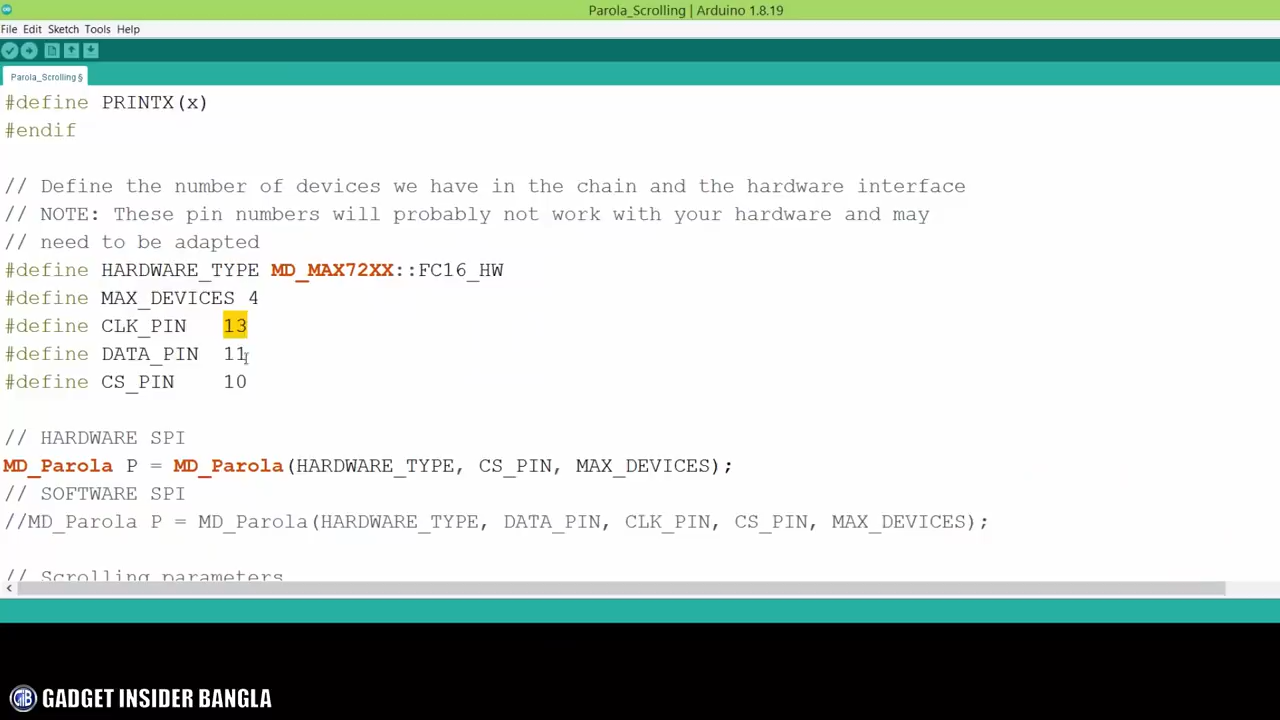 Parola_Scrolling | Arduino 1.8.19
File Edit Sketch Tools Help
Parola_Scrolling §
#define PRINTX(x)
#endif
// Define the number of devices we have in the chain and the hardware interface
// NOTE: These pin numbers will probably not work with your hardware and may
// need to be adapted
#define HARDWARE_TYPE MD_MAX72XX::FC16_HW
#define MAX_DEVICES 4
#define CLK_PIN   13
#define DATA_PIN  11
#define CS_PIN    10
// HARDWARE SPI
MD_Parola P = MD_Parola(HARDWARE_TYPE, CS_PIN, MAX_DEVICES);
// SOFTWARE SPI
//MD_Parola P = MD_Parola(HARDWARE_TYPE, DATA_PIN, CLK_PIN, CS_PIN, MAX_DEVICES);
// Scrolling parameters
GIB GADGET INSIDER BANGLA